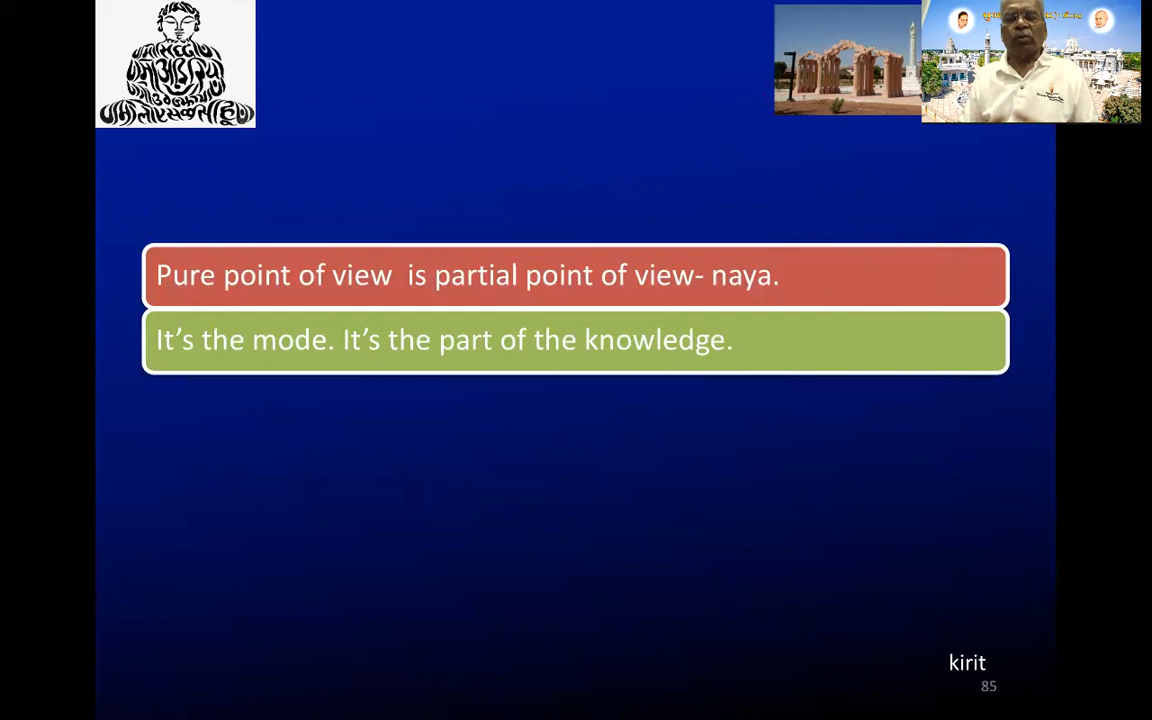 Pure point of view  is partial point of view- naya.
It’s the mode. It’s the part of the knowledge.
kirit
85